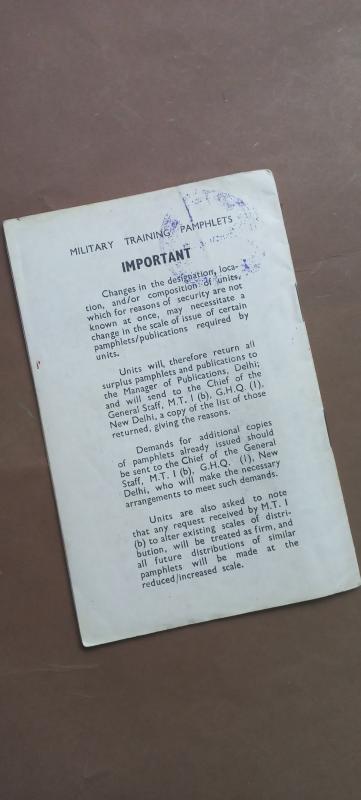 MILITARY TRAINING PAMPHLETS
IMPORTANT
Changes in the designation, loca-
tion, and/or composition of units,
which for reasons of security are not
known at once, may necessitate a
change in the scale of issue of certain
pamphlets/publications required by
units.
Units will, therefore return all
surplus pamphlets and publications to
the Manager of Publications, Delhi;
and will send to the Chief of the
General Staff, M.T. I (b), G.H.Q. (I),
New Delhi, a copy of the list of those
returned, giving the reasons.
Demands for additional copies
of pamphlets already issued should
be sent to the Chief of the General
Staff, M.T. I (b), G.H.Q. (I), New
Delhi, who will make the necessary
arrangements to meet such demands.
Units are also asked to note
that any request received by M.T. I
(b) to alter existing scales of distri-
bution, will be treated as firm, and
all future distributions of similar
pamphlets will be made at the
reduced/increased scale.